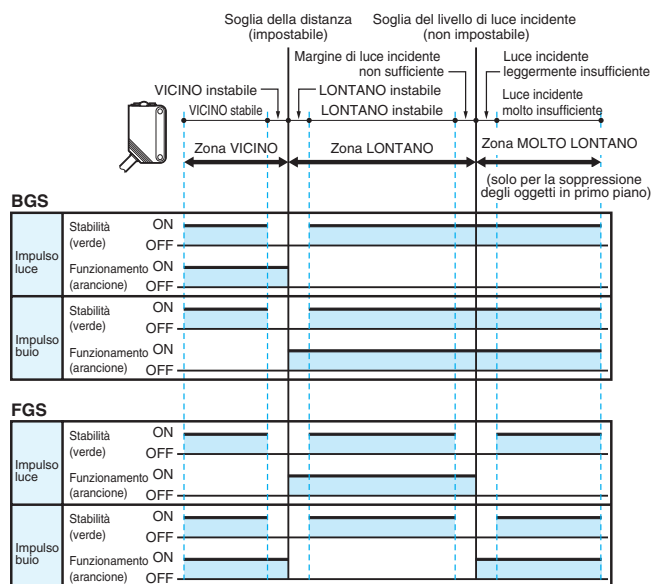 Soglia della distanza
(impostabile)
Soglia del livello di luce incidente
(non impostabile)
Margine di luce incidente
non sufficiente
Luce incidente
leggermente insufficiente
VICINO instabile
LONTANO instabile
Luce incidente
molto insufficiente
VICINO stabile
LONTANO instabile
Zona VICINO
Zona LONTANO
Zona MOLTO LONTANO
(solo per la soppressione
degli oggetti in primo piano)
BGS
Impulso
luce
Stabilità
(verde)
ON
OFF
Funzionamento
(arancione)
ON
OFF
Impulso
buio
Stabilità
(verde)
ON
OFF
Funzionamento
(arancione)
ON
OFF
FGS
Impulso
luce
Stabilità
(verde)
ON
OFF
Funzionamento
(arancione)
ON
OFF
Impulso
buio
Stabilità
(verde)
ON
OFF
Funzionamento
(arancione)
ON
OFF